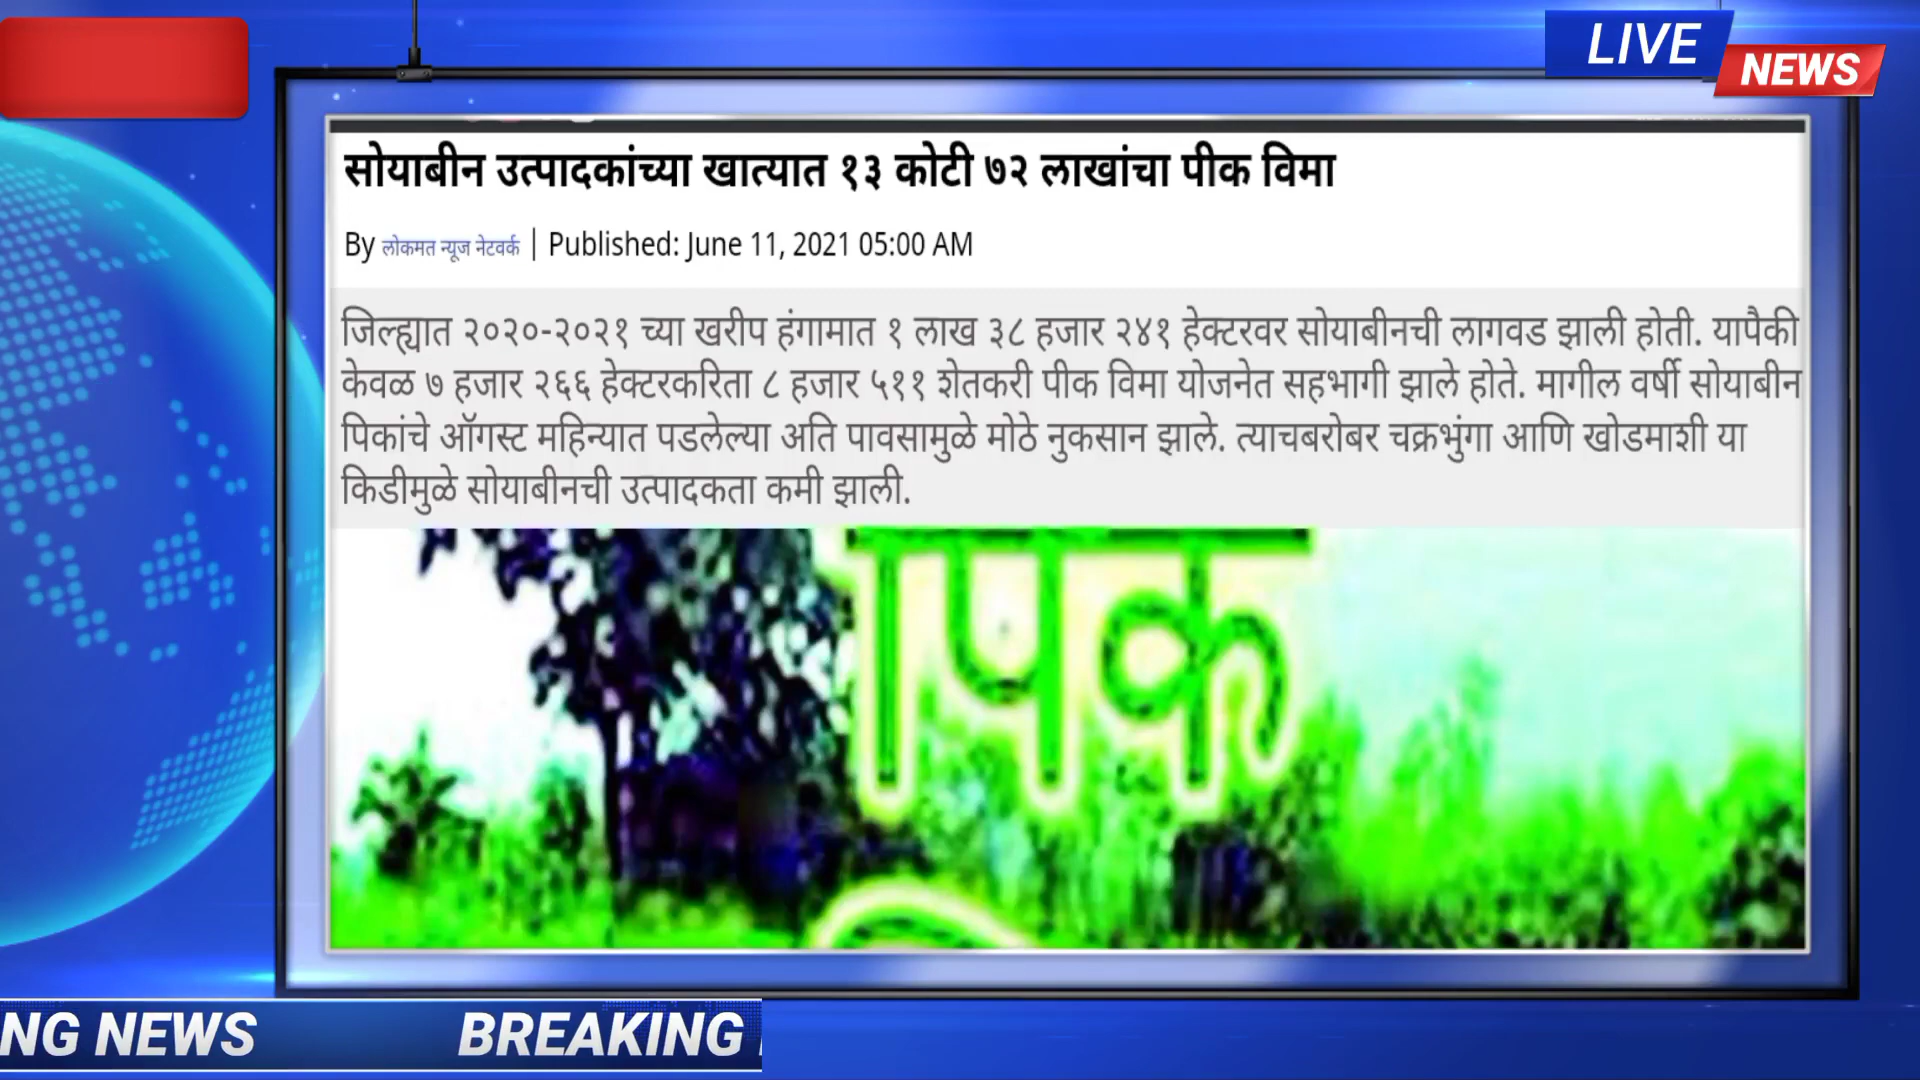 LIVE
NEWS
सोयाबीन उत्पादकांच्या खात्यात १३ कोटी ७२ लाखांचा पीक विमा
By लोकमत न्यूज नेटवर्क | Published: June 11, 2021 05:00 AM
जिल्ह्यात २०२०-२०२१ च्या खरीप हंगामात १ लाख ३८ हजार २४१ हेक्टरवर सोयाबीनची लागवड झाली होती. यापैकी
केवळ ७ हजार २६६ हेक्टरकरिता ८ हजार ५११ शेतकरी पीक विमा योजनेत सहभागी झाले होते. मागील वर्षी सोयाबीन
पिकांचे ऑगस्ट महिन्यात पडलेल्या अति पावसामुळे मोठे नुकसान झाले. त्याचबरोबर चक्रभुंगा आणि खोडमाशी या
किडीमुळे सोयाबीनची उत्पादकता कमी झाली.
पिक
NG NEWS BREAKING